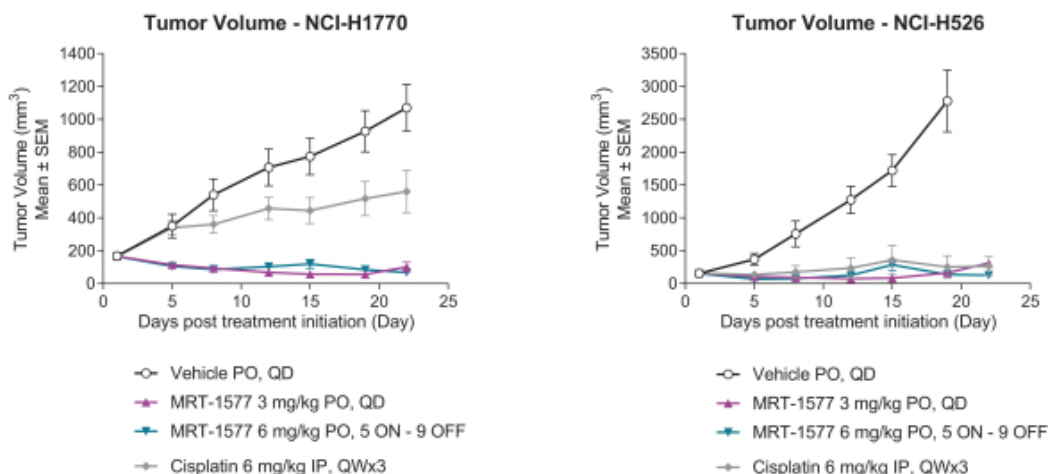 Tumor Volume - NCI-H1770
Tumor Volume (mm³)
Mean ± SEM
1400
1200
1000
800
600
400
200
0
0 5 10 15 20 25
Days post treatment initiation (Day)
Vehicle PO, QD
MRT-1577 3 mg/kg PO, QD
MRT-1577 6 mg/kg PO, 5 ON - 9 OFF
Cisplatin 6 mg/kg IP, QWx3
Tumor Volume - NCI-H526
Tumor Volume (mm³)
Mean ± SEM
3500
3000
2500
2000
1500
1000
500
0
0 5 10 15 20 25
Days post treatment initiation (Day)
Vehicle PO, QD
MRT-1577 3 mg/kg PO, QD
MRT-1577 6 mg/kg PO, 5 ON - 9 OFF
Cisplatin 6 mg/kg IP, QWx3